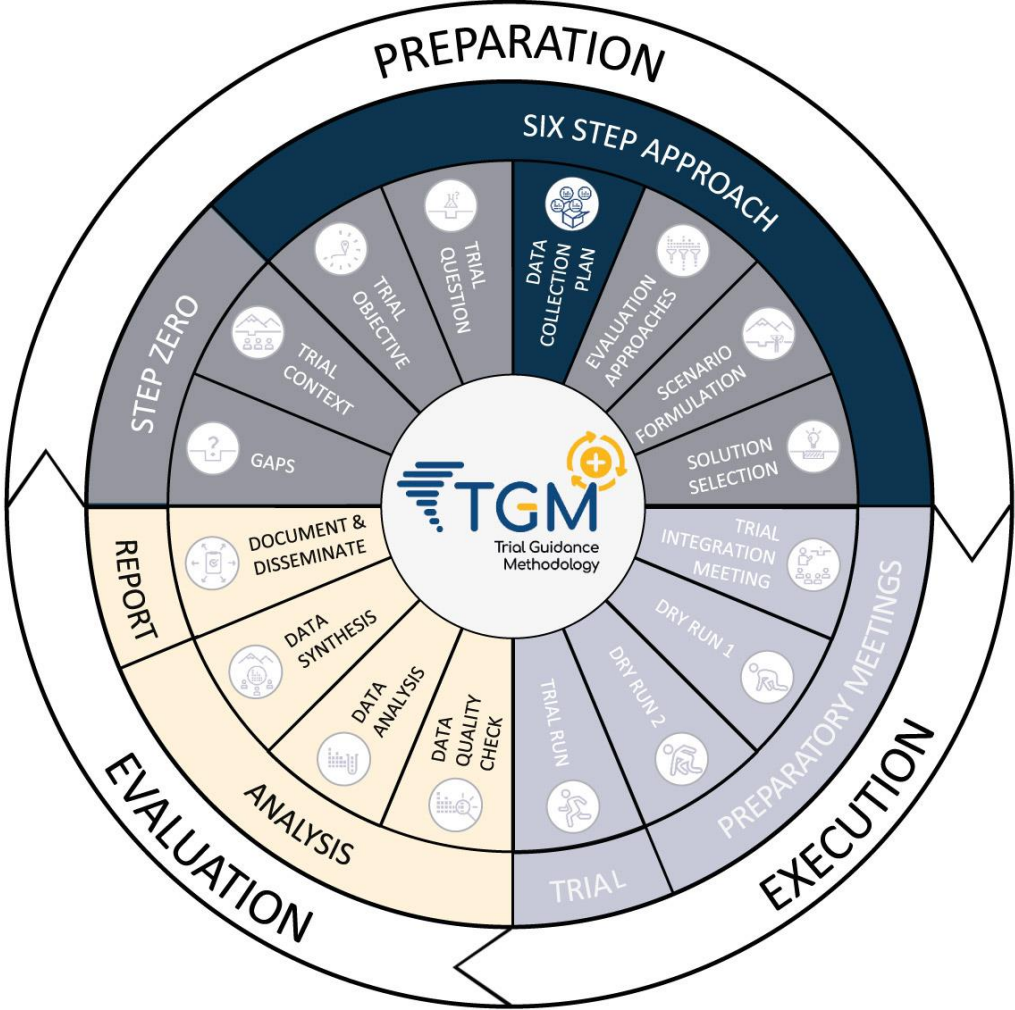 PREPARATION
SIX STEP APPROACH
STEP ZERO
GAPS
TRIAL
CONTEXT
TRIAL
OBJECTIVE
TRIAL
QUESTION
DATA
COLLECTION
PLAN
EVALUATION
APPROACHES
SCENARIO
FORMULATION
SOLUTION
SELECTION
EXECUTION
PREPARATORY MEETINGS
TRIAL
INTEGRATION
MEETING
DRY RUN 1
DRY RUN 2
TRIAL
TRIAL RUN
EVALUATION
ANALYSIS
DATA
QUALITY
CHECK
DATA
ANALYSIS
DATA
SYNTHESIS
REPORT
DOCUMENT &
DISSEMINATE
TGM
Trial Guidance
Methodology